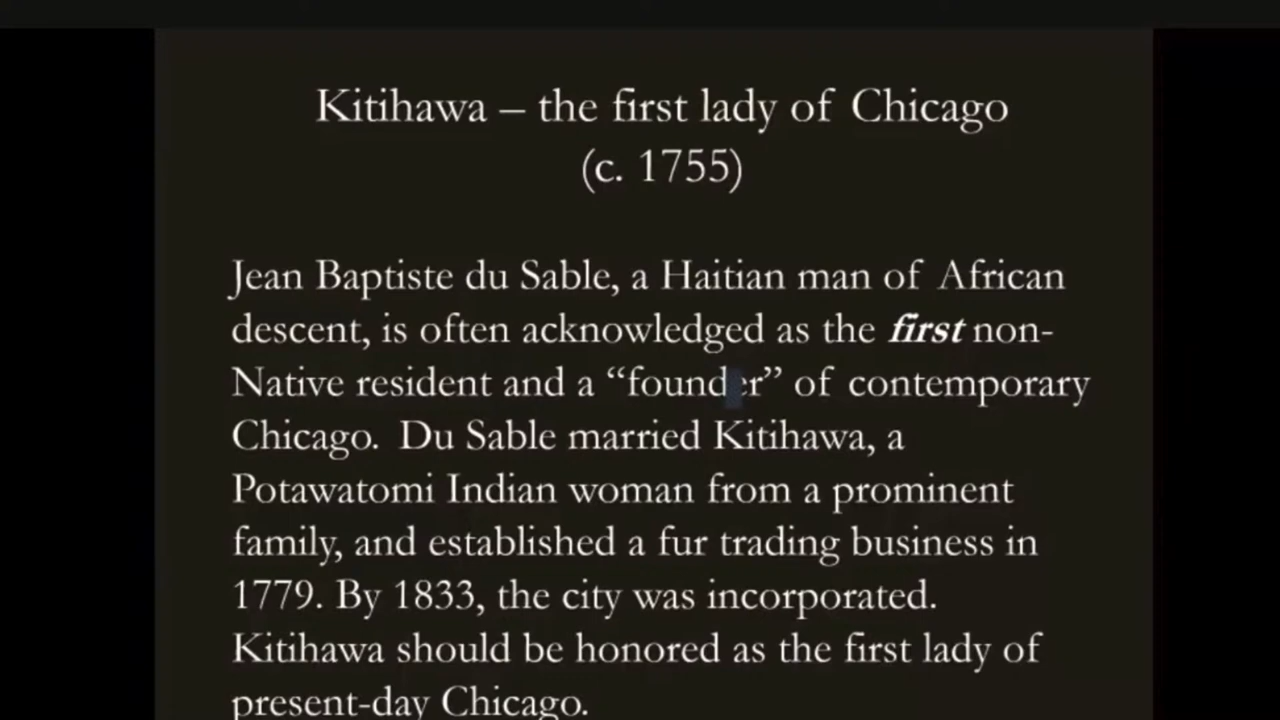 Kitihawa – the first lady of Chicago
(c. 1755)
Jean Baptiste du Sable, a Haitian man of African
descent, is often acknowledged as the first non-
Native resident and a “founder” of contemporary
Chicago. Du Sable married Kitihawa, a
Potawatomi Indian woman from a prominent
family, and established a fur trading business in
1779. By 1833, the city was incorporated.
Kitihawa should be honored as the first lady of
present-day Chicago.